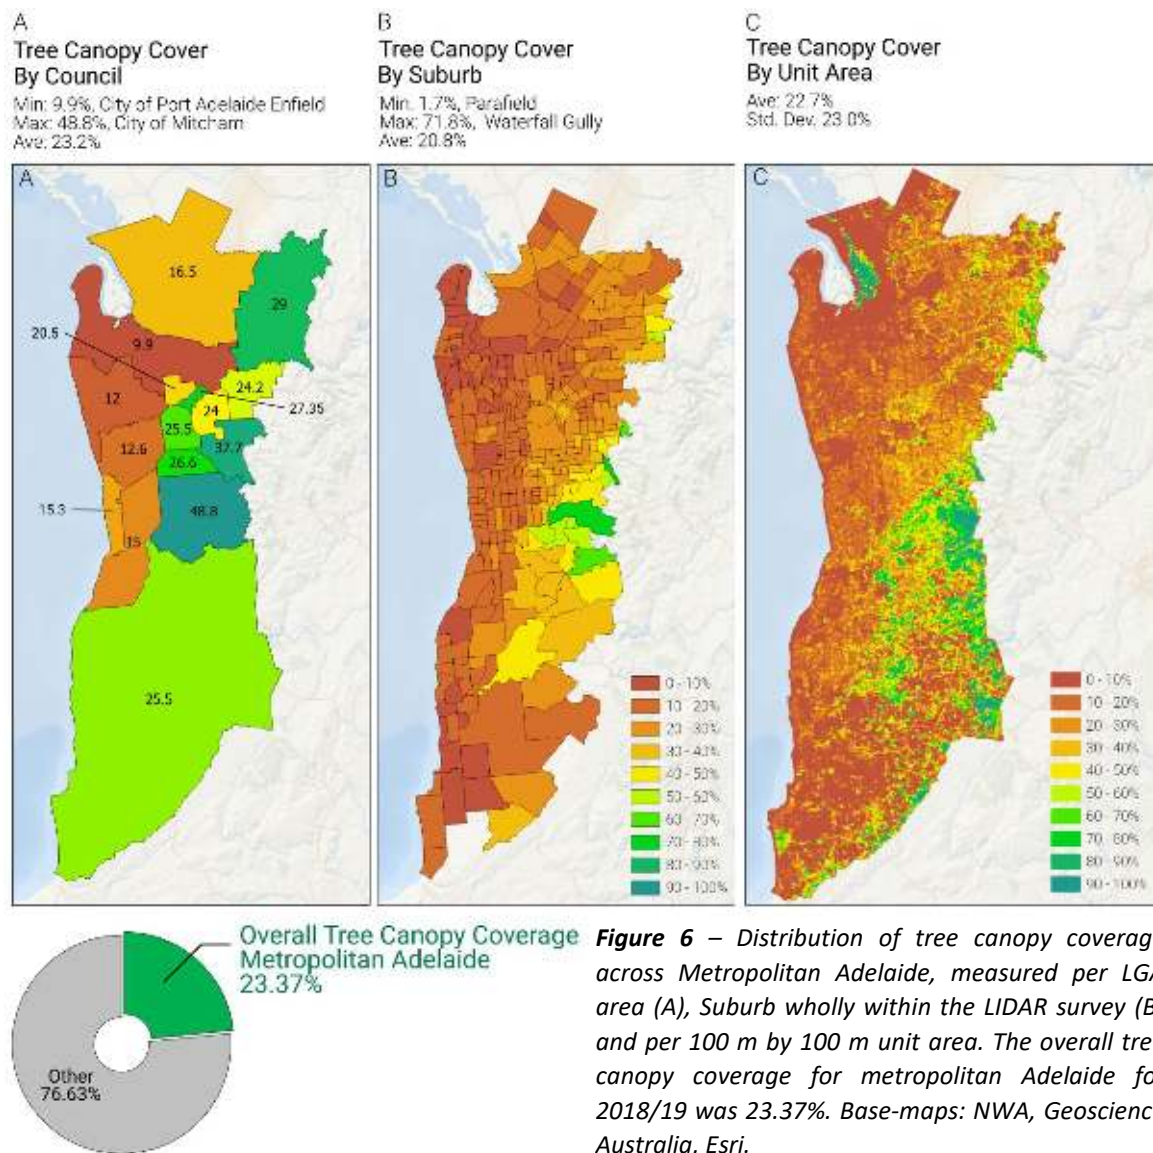 A
Tree Canopy Cover
By Council
Min: 9.9%, City of Port Adelaide Enfield
Max: 48.8%, City of Mitcham
Ave: 23.2%
B
Tree Canopy Cover
By Suburb
Min. 1.7%, Parafield
Max: 71.8%, Waterfall Gully
Ave: 20.8%
C
Tree Canopy Cover
By Unit Area
Ave: 22.7%
Std. Dev. 23.0%
A
16.5
29
20.5
9.9
24.2
12
27.35
24
25.5
12.6
32.7
26.6
15.3
48.8
15
25.5
B
0 - 10%
10 - 20%
20 - 30%
30 - 40%
40 - 50%
50 - 60%
60 - 70%
70 - 80%
80 - 90%
90 - 100%
C
0 - 10%
10 - 20%
20 - 30%
30 - 40%
40 - 50%
50 - 60%
60 - 70%
70 - 80%
80 - 90%
90 - 100%
Overall Tree Canopy Coverage
Metropolitan Adelaide
23.37%
Other
76.63%
Figure 6 – Distribution of tree canopy coverag
across Metropolitan Adelaide, measured per LGA
area (A), Suburb wholly within the LIDAR survey (B
and per 100 m by 100 m unit area. The overall tre
canopy coverage for metropolitan Adelaide fo
2018/19 was 23.37%. Base-maps: NWA, Geoscienc
Australia, Esri.